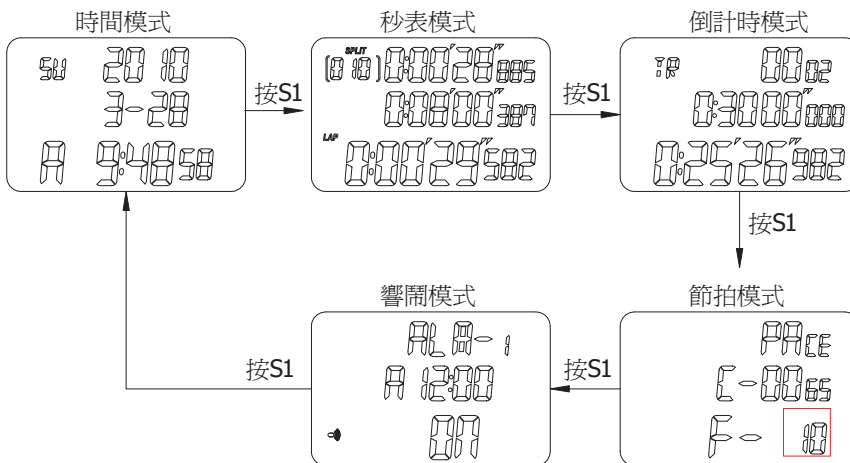 時間模式
SU 2010
3-28
A 9:48 58
按S1
秒表模式
SPLIT
[010] 0:00'28"885
0:08'00"387
LAP
0:00'29"582
按S1
倒計時模式
TR 00 02
0:30'00"000
0:25'26"982
按S1
節拍模式
PACE
C-00 65
F- 10
按S1
響鬧模式
ALA-1
A 12:00
ON
按S1